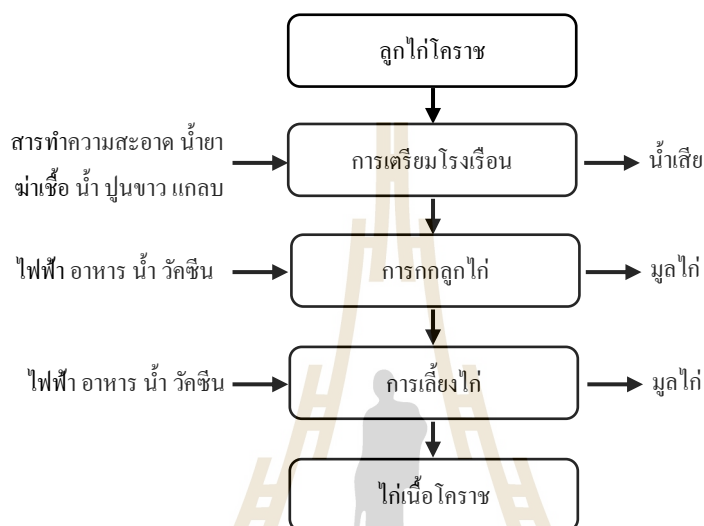 ลูกไก่โคราช
สารทำความสะอาด น้ำยา
ฆ่าเชื้อ น้ำ ปูนขาว แกลบ
การเตรียมโรงเรือน
น้ำเสีย
ไฟฟ้า อาหาร น้ำ วัคซีน
การกกลูกไก่
มูลไก่
ไฟฟ้า อาหาร น้ำ วัคซีน
การเลี้ยงไก่
มูลไก่
ไก่เนื้อโคราช